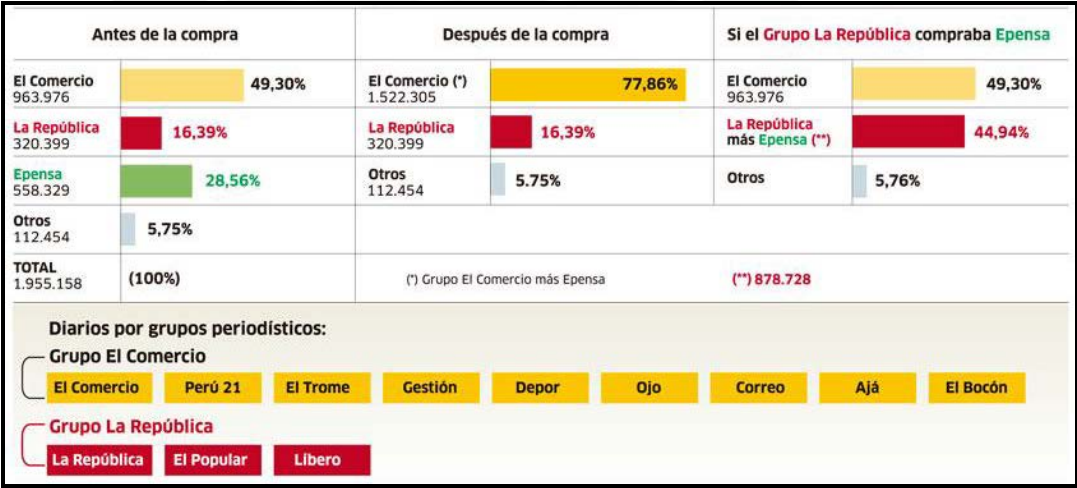 Antes de la compra
El Comercio
963.976
49,30%
La República
320.399
16,39%
Epensa
558.329
28,56%
Otros
112.454
5,75%
TOTAL
1.955.158
(100%)
Después de la compra
El Comercio (*)
1.522.305
77,86%
La República
320.399
16,39%
Otros
112.454
5.75%
(*) Grupo El Comercio más Epensa
Si el Grupo La República compraba Epensa
El Comercio
963.976
49,30%
La República
más Epensa (**)
44,94%
Otros
5,76%
(**) 878.728
Diarios por grupos periodísticos:
Grupo El Comercio
El Comercio
Perú 21
El Trome
Gestión
Depor
Ojo
Correo
Ajá
El Bocón
Grupo La República
La República
El Popular
Líbero